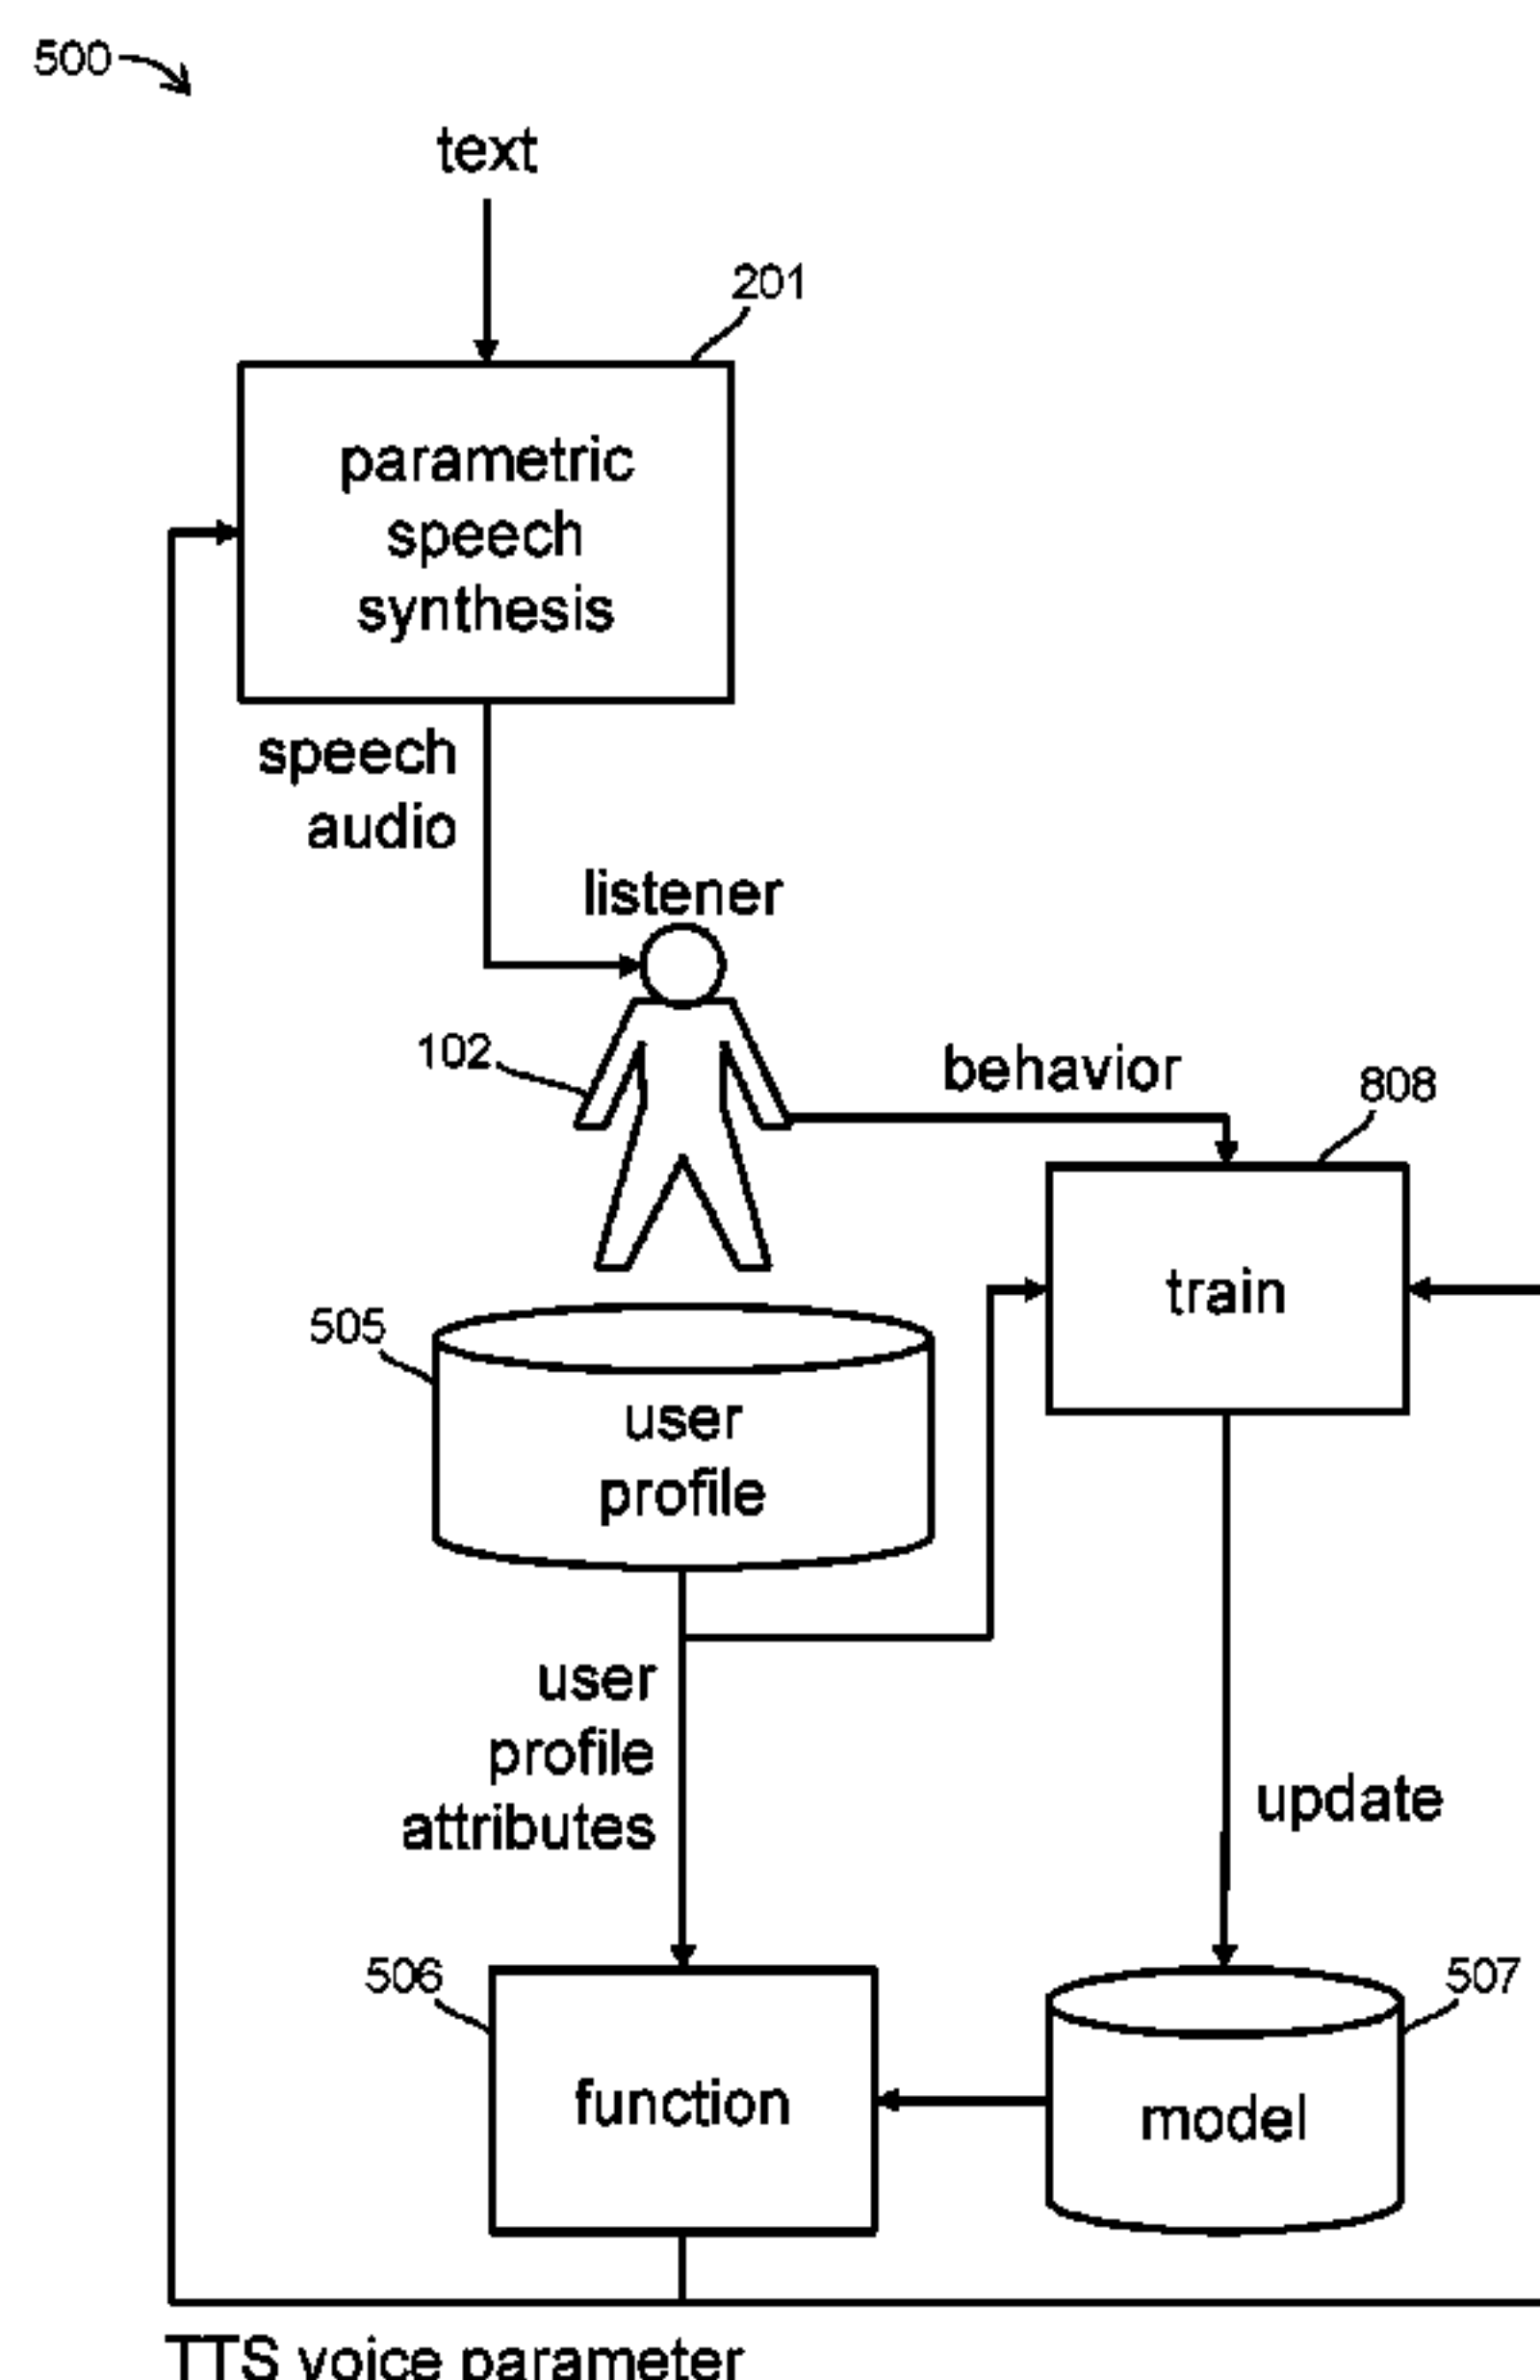 500
text
201
parametric
speech
synthesis
speech
audio
listener
102
behavior
808
train
505
user
profile
user
profile
attributes
update
506
507
function
model
TTS voice parameter